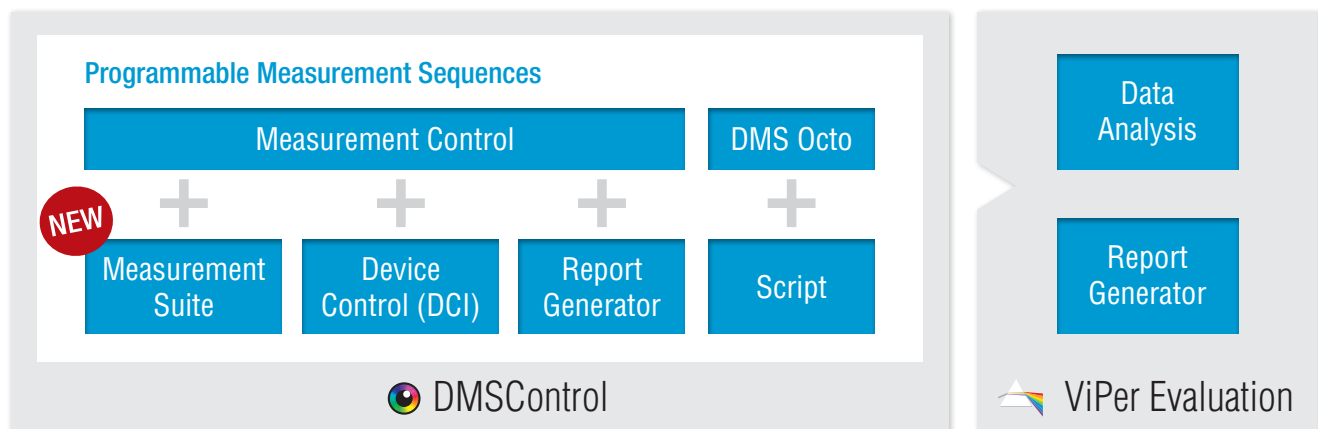 Programmable Measurement Sequences
Measurement Control
DMS Octo
NEW
Measurement
Suite
Device
Control (DCI)
Report
Generator
Script
DMSControl
Data
Analysis
Report
Generator
ViPer Evaluation